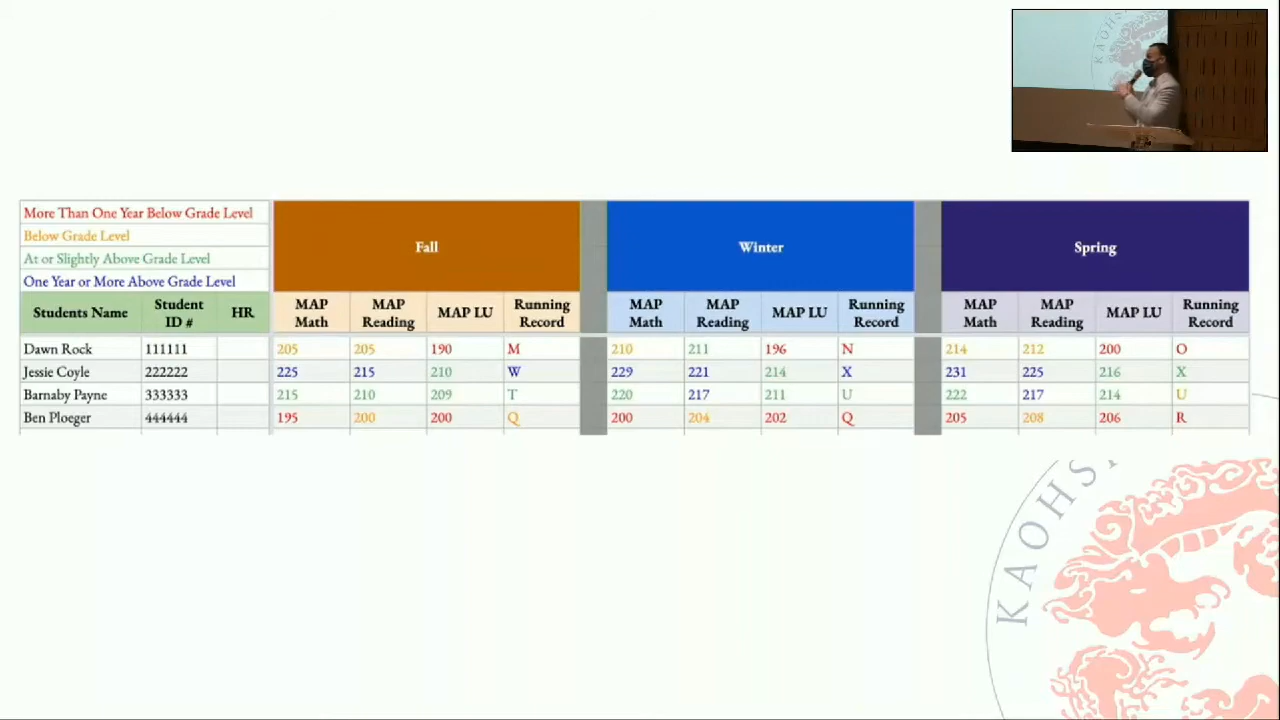 More Than One Year Below Grade Level
Below Grade Level
At or Slightly Above Grade Level
One Year or More Above Grade Level
Fall
Winter
Spring
Students Name Student ID # HR MAP Math MAP Reading MAP LU Running Record MAP Math MAP Reading MAP LU Running Record MAP Math MAP Reading MAP LU Running Record
Dawn Rock 111111 205 205 190 M 210 211 196 N 214 212 200 O
Jessie Coyle 222222 225 215 210 W 229 221 214 X 231 225 216 X
Barnaby Payne 333333 215 210 209 T 220 217 211 U 222 217 214 U
Ben Ploeger 444444 195 200 200 Q 200 204 202 Q 205 208 206 R
KAOHS
KAOHS